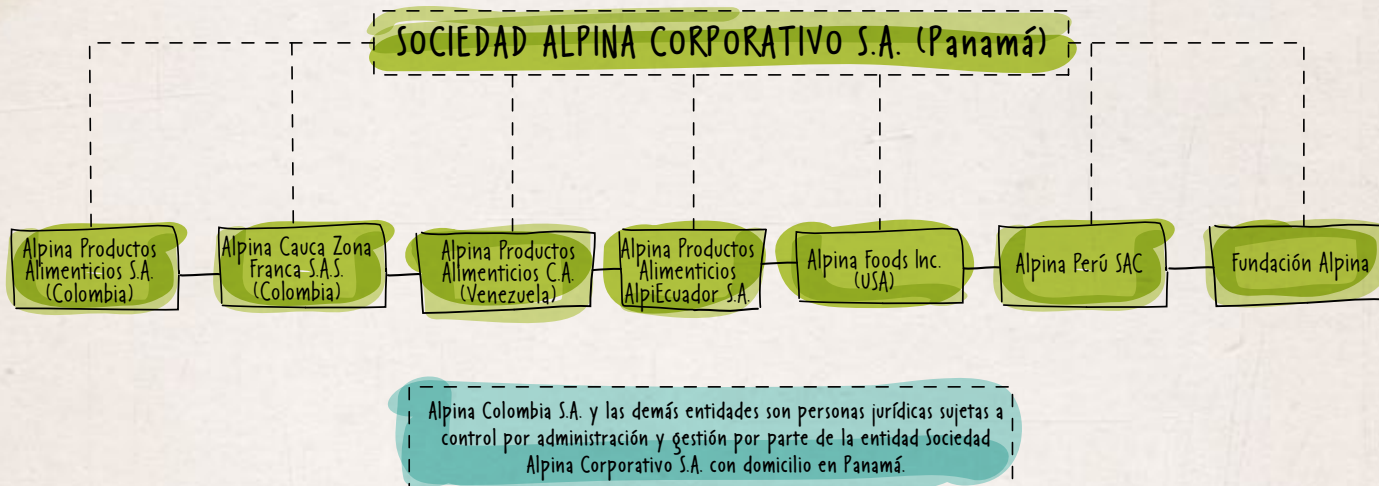 SOCIEDAD ALPINA CORPORATIVO S.A. (Panamá)
Alpina Productos
Alimenticios S.A.
(Colombia)
Alpina Cauca Zona
Franca S.A.S.
(Colombia)
Alpina Productos
Alimenticios C.A.
(Venezuela)
Alpina Productos
Alimenticios
AlpiEcuador S.A.
Alpina Foods Inc.
(USA)
Alpina Perú SAC
Fundación Alpina
Alpina Colombia S.A. y las demás entidades son personas jurídicas sujetas a
control por administración y gestión por parte de la entidad Sociedad
Alpina Corporativo S.A. con domicilio en Panamá.